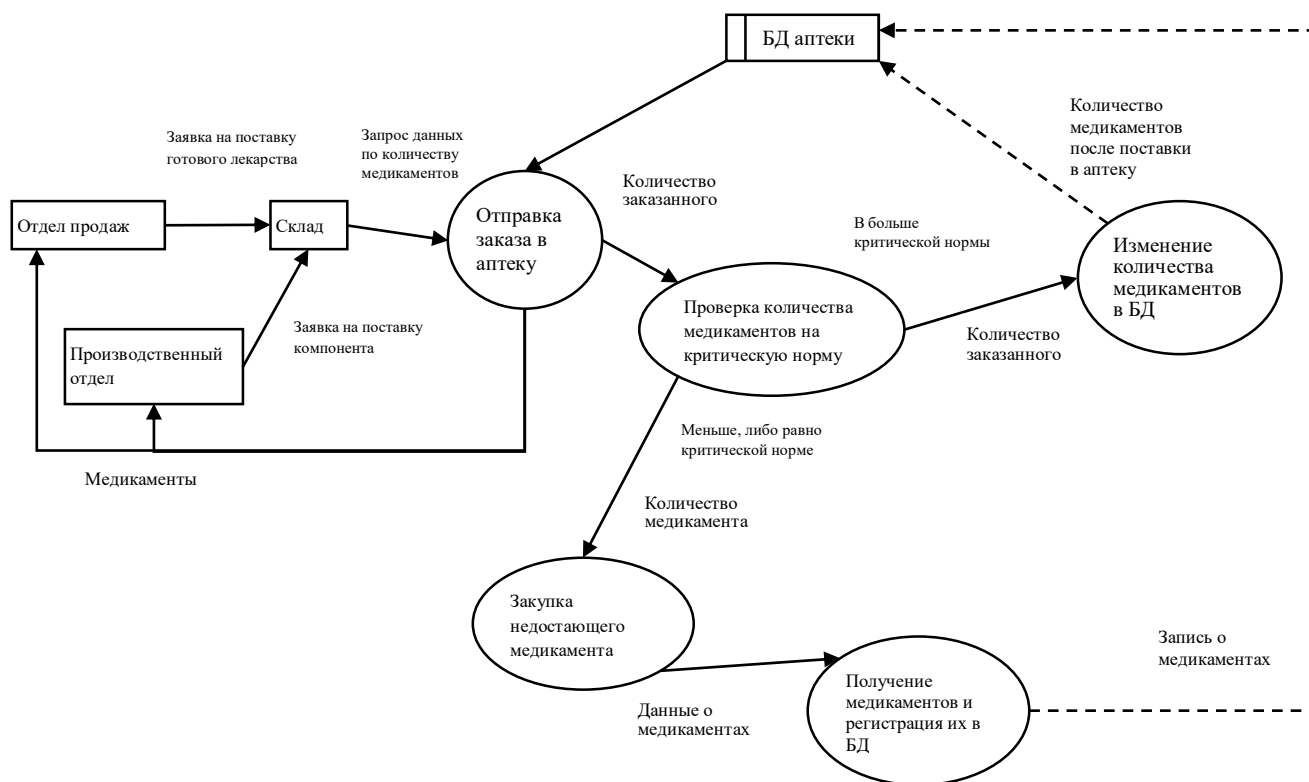 БД аптеки
Количество
медикаментов
после поставки
в аптеку
Заявка на поставку
готового лекарства
Запрос данных
по количеству
медикаментов
Количество
заказанного
Отдел продаж
Склад
Отправка
заказа в
аптеку
В больше
критической нормы
Изменение
количества
медикаментов
в БД
Проверка количества
медикаментов на
критическую норму
Количество
заказанного
Заявка на поставку
компонента
Производственный
отдел
Меньше, либо равно
критической норме
Медикаменты
Количество
медикамента
Закупка
недостающего
медикамента
Данные о
медикаментах
Получение
медикаментов и
регистрация их в
БД
Запись о
медикаментах